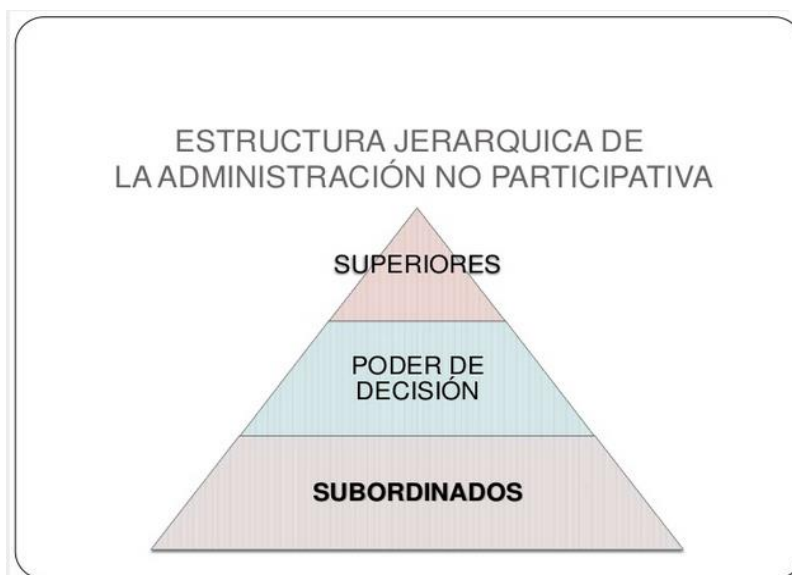 ESTRUCTURA JERARQUICA DE
LA ADMINISTRACIÓN NO PARTICIPATIVA
SUPERIORES
PODER DE
DECISIÓN
SUBORDINADOS